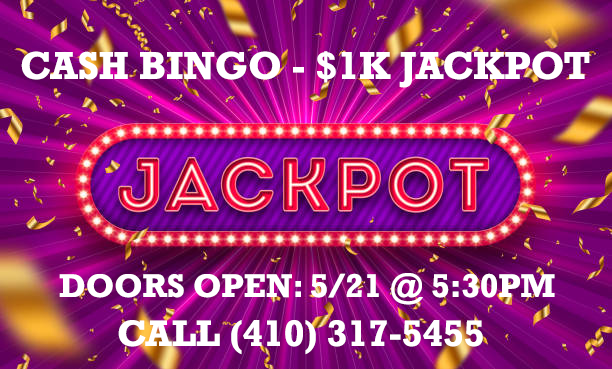 CASH BINGO - $1K JACKPOT
JACKPOT
DOORS OPEN: 5/21 @ 5:30PM
CALL (410) 317-5455